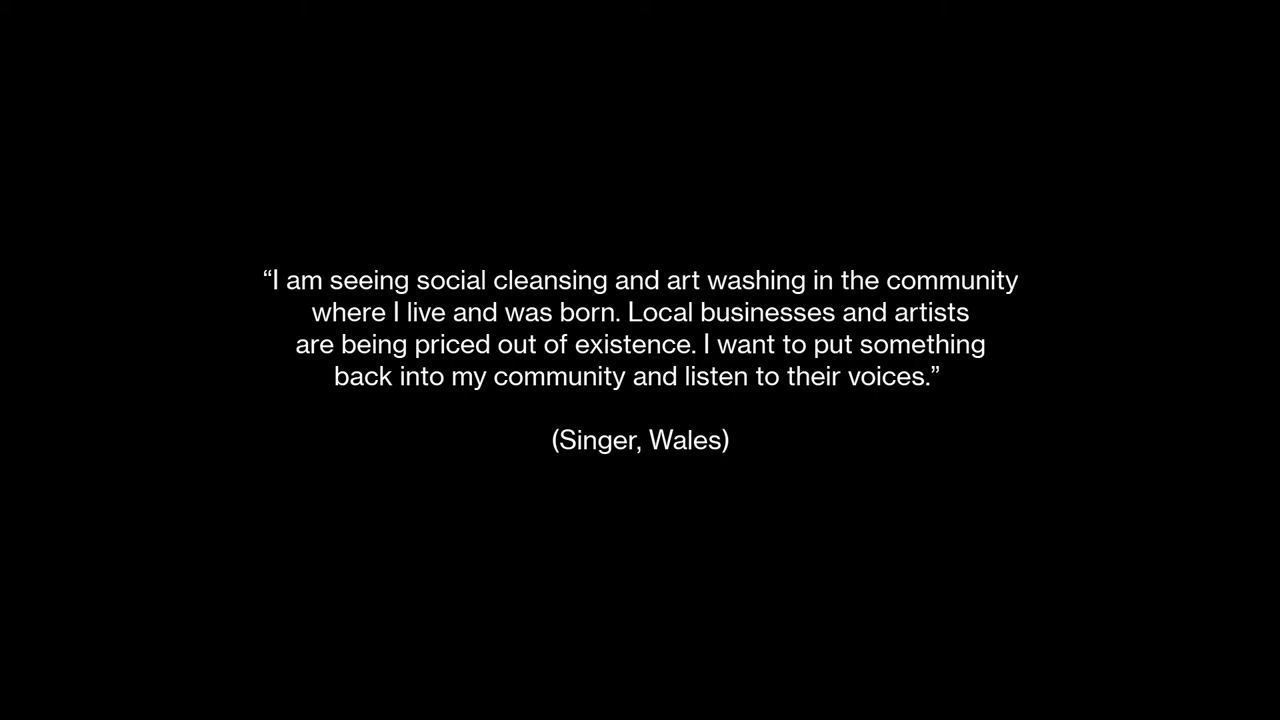 “I am seeing social cleansing and art washing in the community
where I live and was born. Local businesses and artists
are being priced out of existence. I want to put something
back into my community and listen to their voices.”
(Singer, Wales)